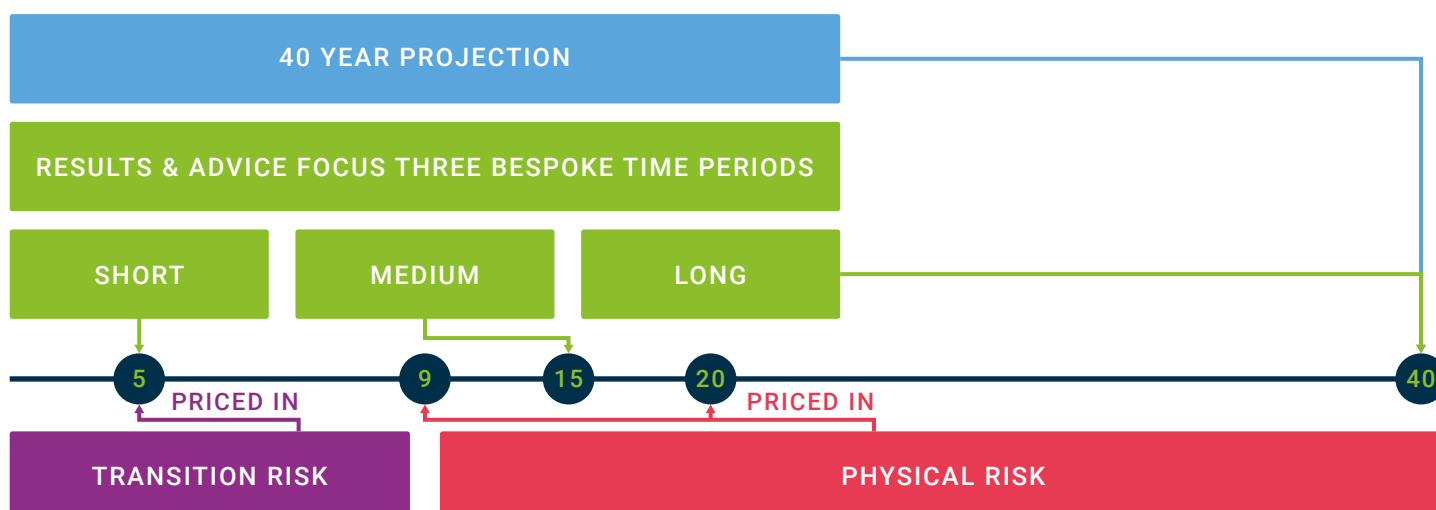 40 YEAR PROJECTION
RESULTS & ADVICE FOCUS THREE BESPOKE TIME PERIODS
SHORT
MEDIUM
LONG
5
9
15
20
40
PRICED IN
PRICED IN
TRANSITION RISK
PHYSICAL RISK